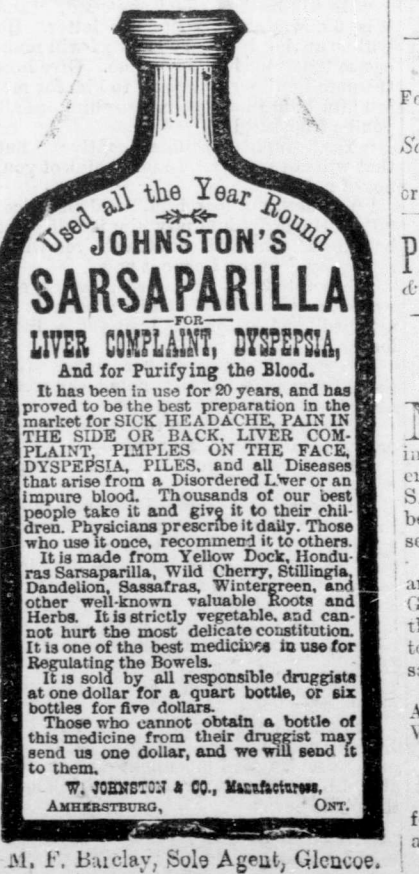 Used all the Year Round
JOHNSTON'S
SARSAPARILLA
FOR
LIVER COMPLAINT, DYSPEPSIA,
And for Purifying the Blood.
It has been in use for 20 years, and has
proved to be the best preparation in the
market for SICK HEADACHE, PAIN IN
THE SIDE OR BACK, LIVER COM-
PLAINT, PIMPLES ON THE FACE,
DYSPEPSIA, PILES, and all Diseases
that arise from a Disordered Liver or an
impure blood. Thousands of our best
people take it and give it to their chil-
dren. Physicians prescribe it daily. Those
who use it once, recommend it to others.
It is made from Yellow Dock, Hondu-
ras Sarsaparilla, Wild Cherry, Stillingia,
Dandelion, Sassafras, Wintergreen, and
other well-known valuable Roots and
Herbs. It is strictly vegetable, and can-
not hurt the most delicate constitution.
It is one of the best medicines in use for
Regulating the Bowels.
It is sold by all responsible druggists
at one dollar for a quart bottle, or six
bottles for five dollars.
Those who cannot obtain a bottle of
this medicine from their druggist may
send us one dollar, and we will send it
to them.
W. JOHNSTON & CO., Manufacturers,
AMHERSTBURG, ONT.
M. F. Barclay, Sole Agent, Glencoe.